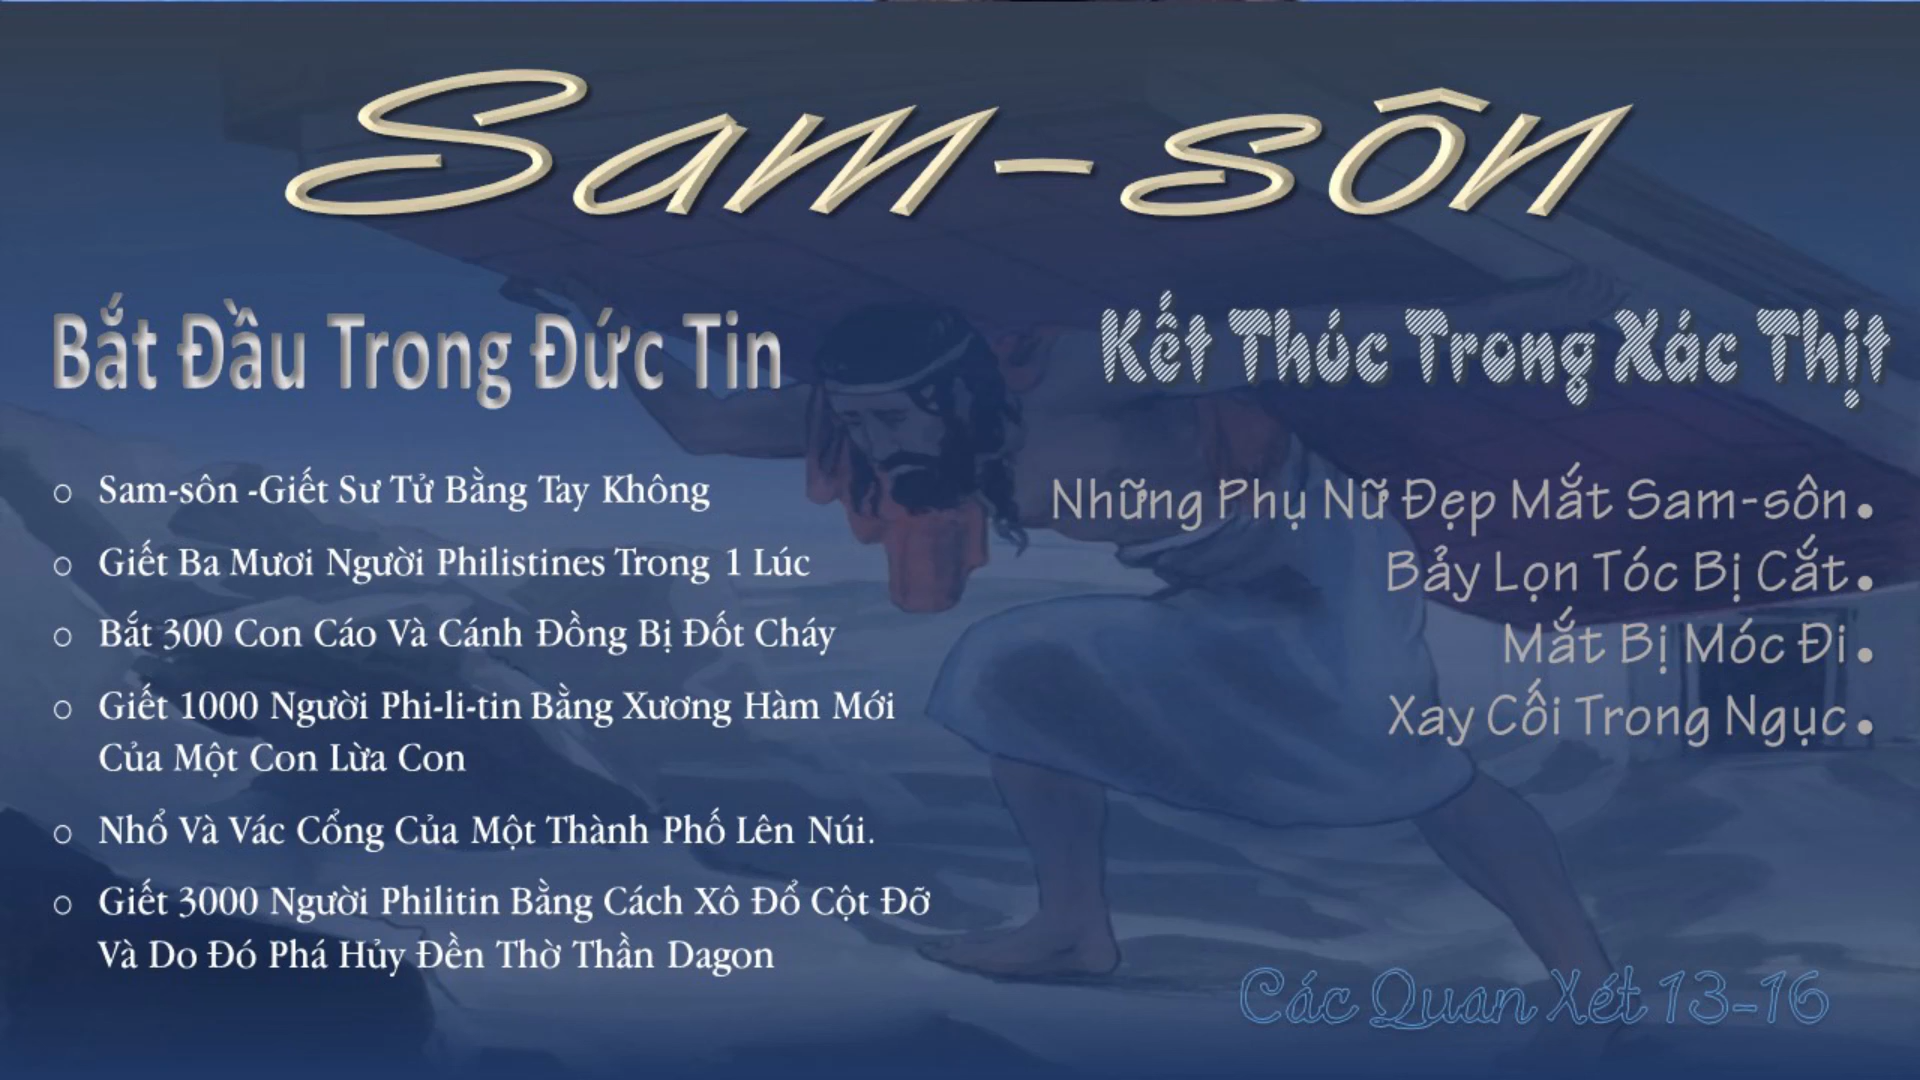 Sam-sôn
Bắt Đầu Trong Đức Tin
○ Sam-sôn -Giết Sư Tử Bằng Tay Không
○ Giết Ba Mươi Người Philistines Trong 1 Lúc
○ Bắt 300 Con Cáo Và Cánh Đồng Bị Đốt Cháy
○ Giết 1000 Người Phi-li-tin Bằng Xương Hàm Mới
Của Một Con Lừa Con
○ Nhổ Và Vác Cổng Của Một Thành Phố Lên Núi.
○ Giết 3000 Người Philitin Bằng Cách Xô Đổ Cột Đỡ
Và Do Đó Phá Hủy Đền Thờ Thần Dagon
Kết Thúc Trong Xác Thịt
Những Phụ Nữ Đẹp Mắt Sam-sôn •
Bảy Lọn Tóc Bị Cắt •
Mắt Bị Móc Đi •
Xay Cối Trong Ngục •
Các Quan Xét 13-16